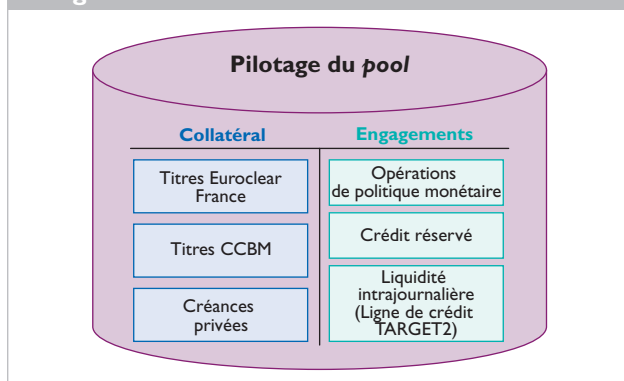 Pilotage du pool
Collatéral
Engagements
Titres Euroclear
France
Titres CCBM
Créances
privées
Opérations
de politique monétaire
Crédit réservé
Liquidité
intrajournalière
(Ligne de crédit
TARGET2)